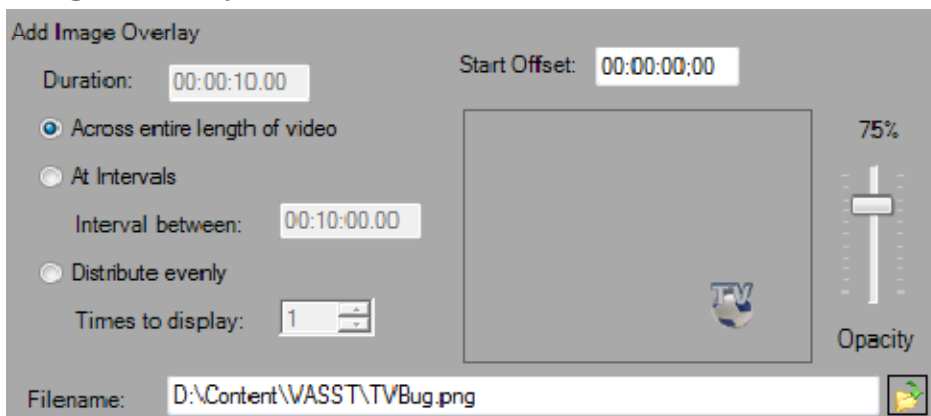 Add Image Overlay
Duration: 00:00:10.00
Start Offset: 00:00:00;00
Across entire length of video
75%
At Intervals
Interval between: 00:10:00.00
Distribute evenly
TV
Times to display: 1
Opacity
Filename: D:\Content\VASST\TVBug.png